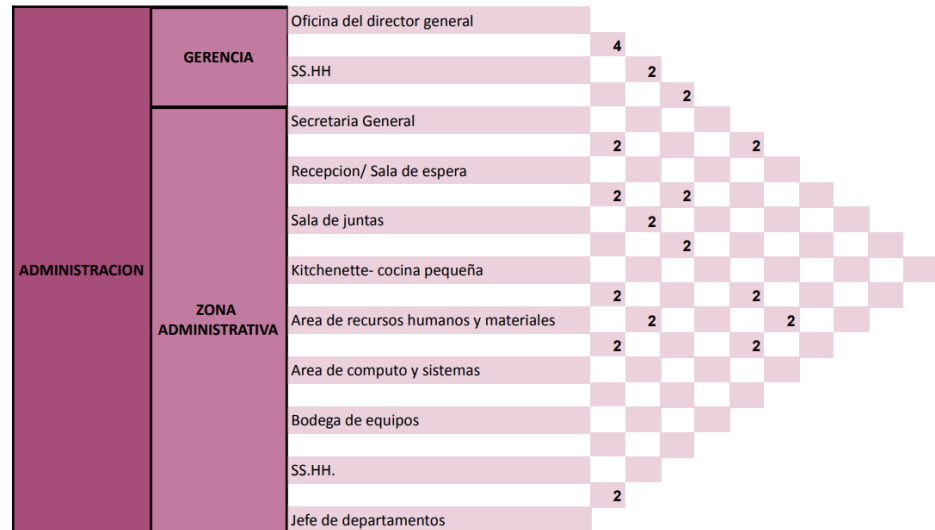 Oficina del director general
4
GERENCIA
SS.HH
2
2
Secretaria General
2 2
Recepcion/ Sala de espera
2 2
Sala de juntas
2
2
ADMINISTRACION
Kitchenette- cocina pequeña
2 2
ZONA
ADMINISTRATIVA
Area de recursos humanos y materiales
2 2
2 2
Area de computo y sistemas
Bodega de equipos
SS.HH.
2
Jefe de departamentos